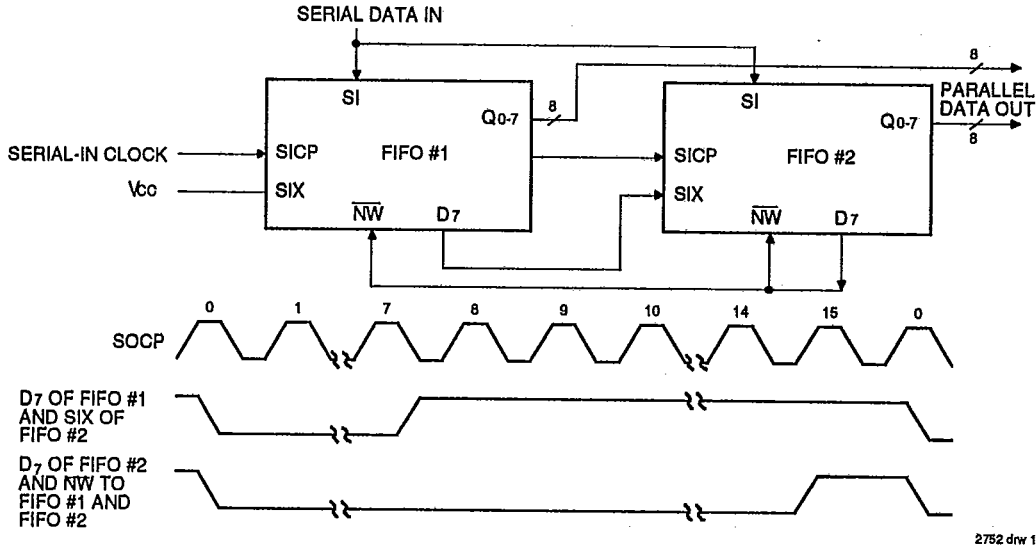 SERIAL DATA IN
8
SI
SI
PARALLEL
DATA OUT
8
Q0-7
Q0-7
8
SERIAL-IN CLOCK
SICP
FIFO #1
SICP
FIFO #2
Vcc
SIX
SIX
NW
D7
NW
D7
0 1 7 8 9 10 14 15 0
SOCP
D7 OF FIFO #1
AND SIX OF
FIFO #2
D7 OF FIFO #2
AND NW TO
FIFO #1 AND
FIFO #2
2752 drw 1